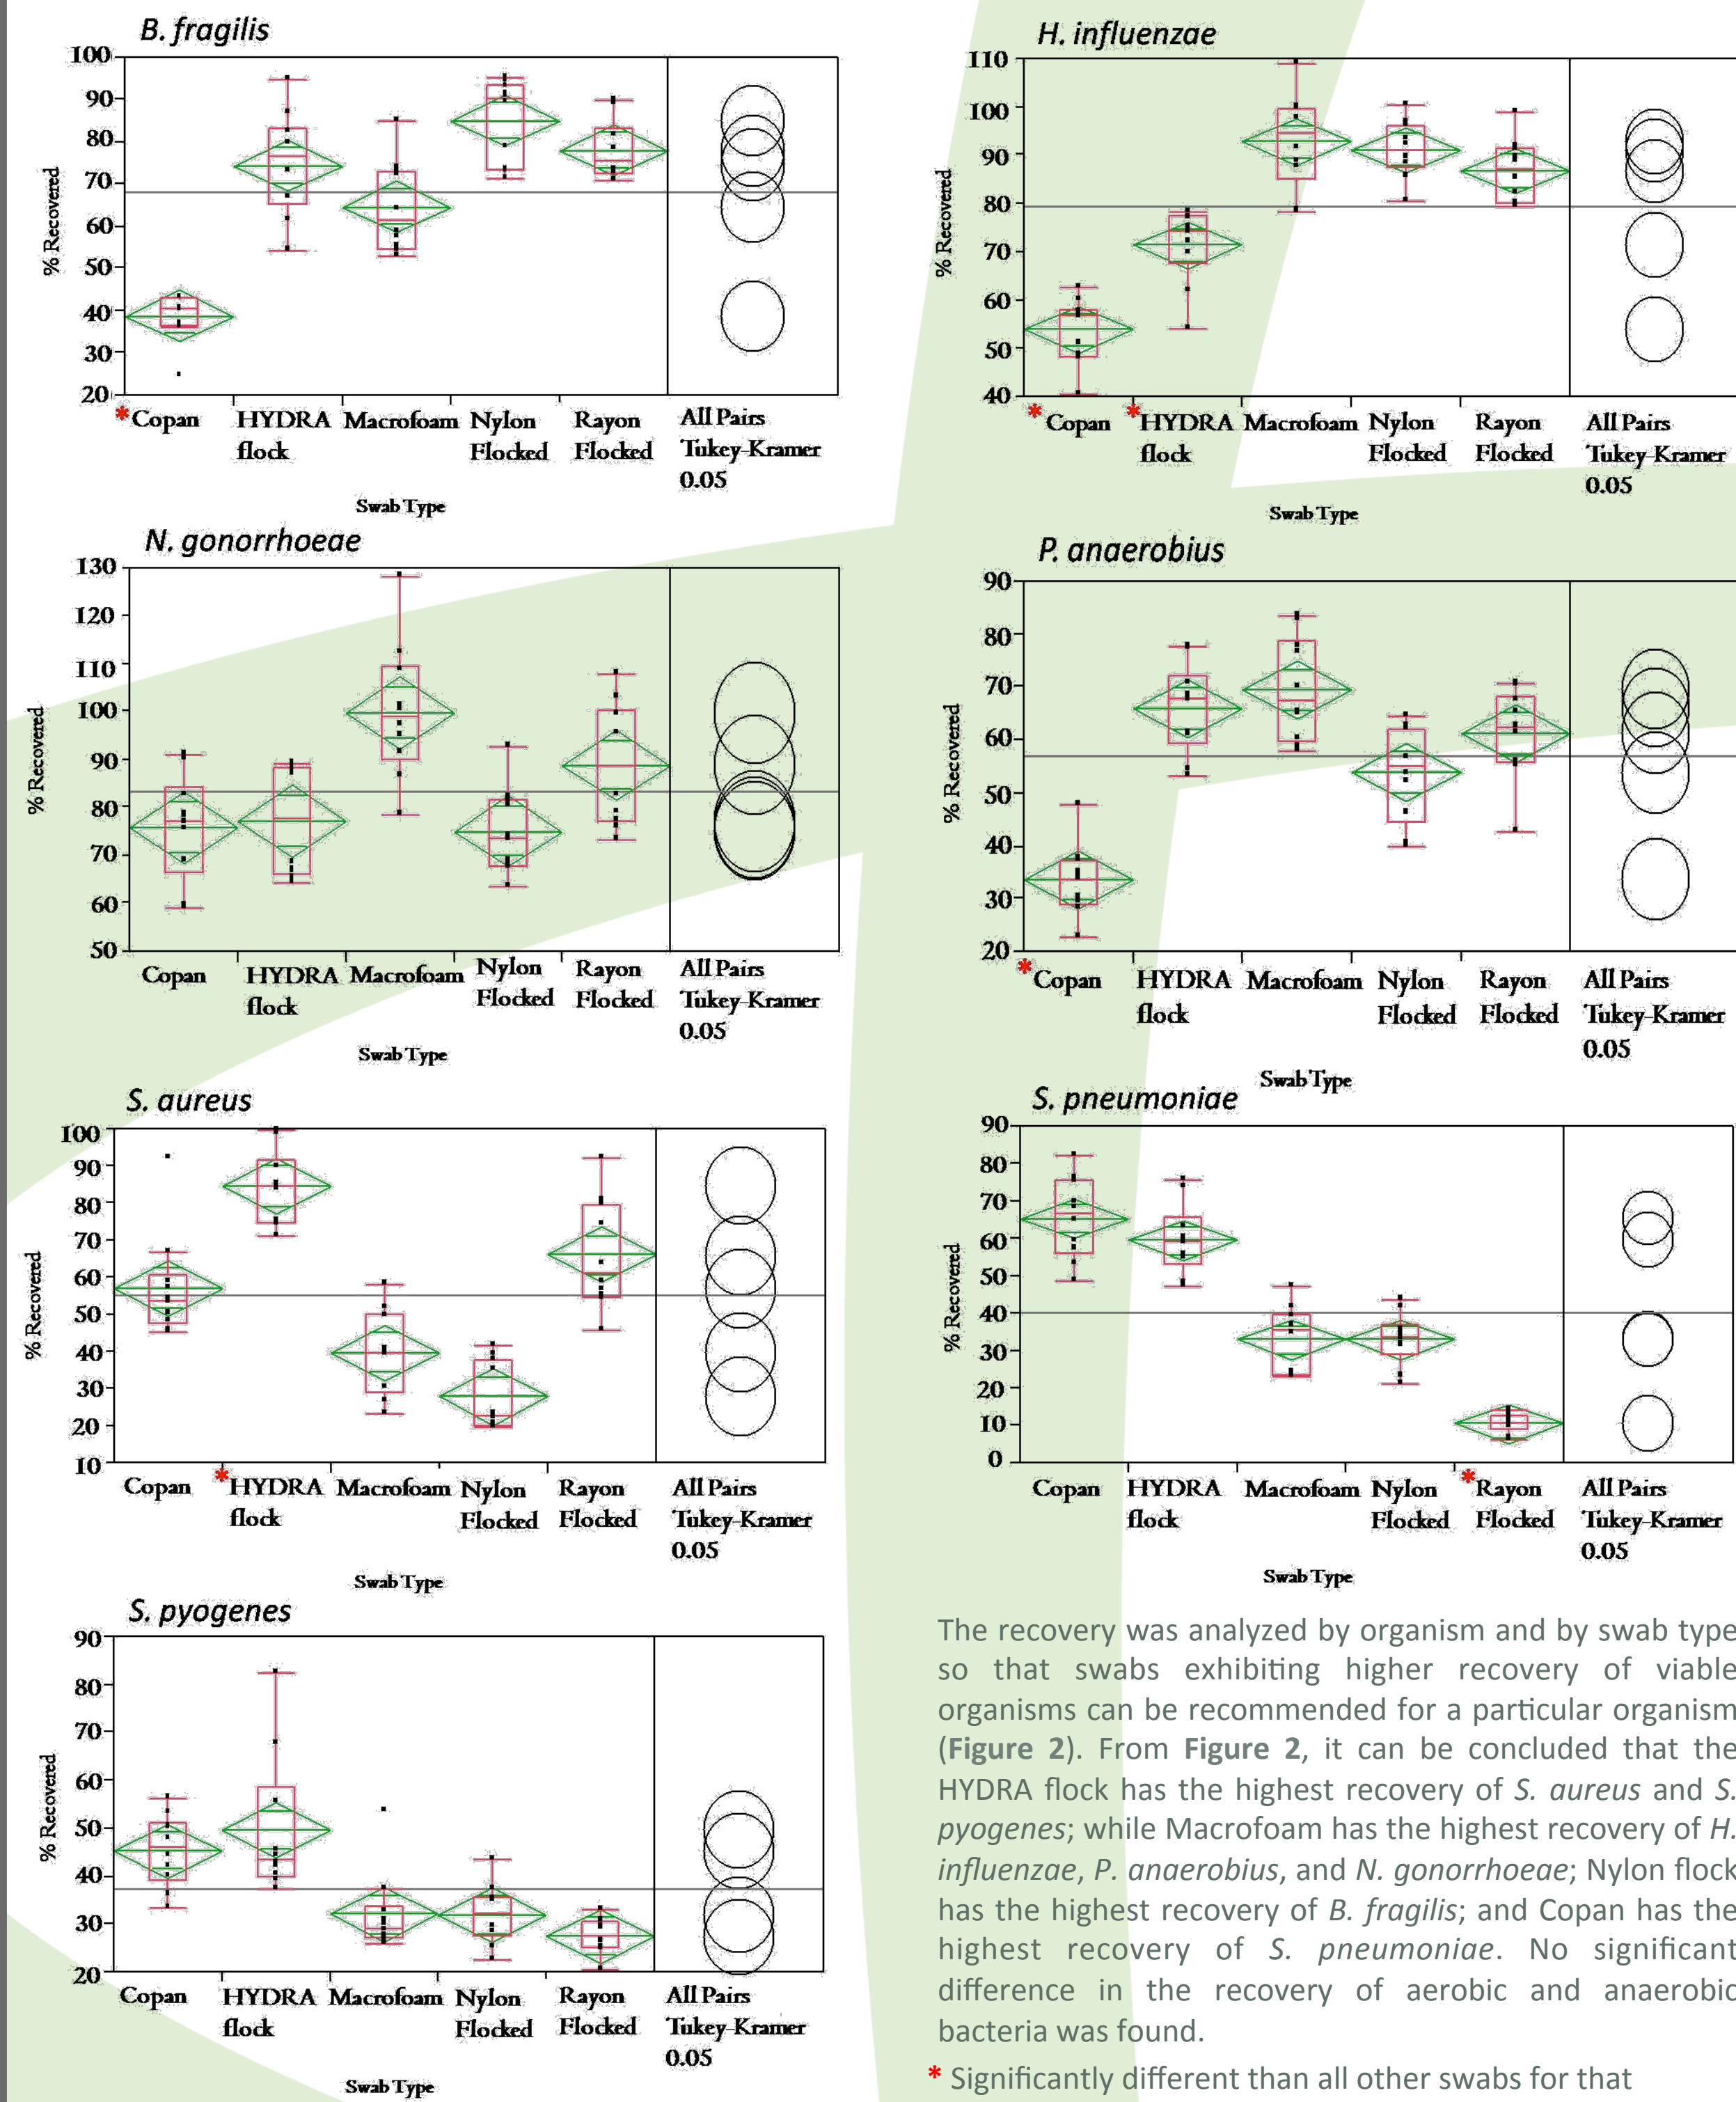 B. fragilis
100
90
80
70
60
50
40
30
20
% Recovered
* Copan HYDRA Macrofoam Nylon Rayon All Pairs
flock Flocked Flocked Tukey-Kramer
0.05
Swab Type
H. influenzae
110
100
90
80
70
60
50
40
% Recovered
* Copan * HYDRA Macrofoam Nylon Rayon All Pairs
flock Flocked Flocked Tukey-Kramer
0.05
Swab Type
N. gonorrhoeae
130
120
110
100
90
80
70
60
50
% Recovered
Copan HYDRA Macrofoam Nylon Rayon All Pairs
flock Flocked Flocked Tukey-Kramer
0.05
Swab Type
P. anaerobius
90
80
70
60
50
40
30
20
% Recovered
* Copan HYDRA Macrofoam Nylon Rayon All Pairs
flock Flocked Flocked Tukey-Kramer
0.05
Swab Type
S. aureus
100
90
80
70
60
50
40
30
20
10
% Recovered
Copan * HYDRA Macrofoam Nylon Rayon All Pairs
flock Flocked Flocked Tukey-Kramer
0.05
Swab Type
S. pneumoniae
90
80
70
60
50
40
30
20
10
0
% Recovered
Copan HYDRA Macrofoam Nylon * Rayon All Pairs
flock Flocked Flocked Tukey-Kramer
0.05
Swab Type
S. pyogenes
90
80
70
60
50
40
30
20
% Recovered
Copan HYDRA Macrofoam Nylon Rayon All Pairs
flock Flocked Flocked Tukey-Kramer
0.05
Swab Type
The recovery was analyzed by organism and by swab type
so that swabs exhibiting higher recovery of viable
organisms can be recommended for a particular organism
(Figure 2). From Figure 2, it can be concluded that the
HYDRA flock has the highest recovery of S. aureus and S.
pyogenes; while Macrofoam has the highest recovery of H.
influenzae, P. anaerobius, and N. gonorrhoeae; Nylon flock
has the highest recovery of B. fragilis; and Copan has the
highest recovery of S. pneumoniae. No significant
difference in the recovery of aerobic and anaerobic
bacteria was found.
* Significantly different than all other swabs for that